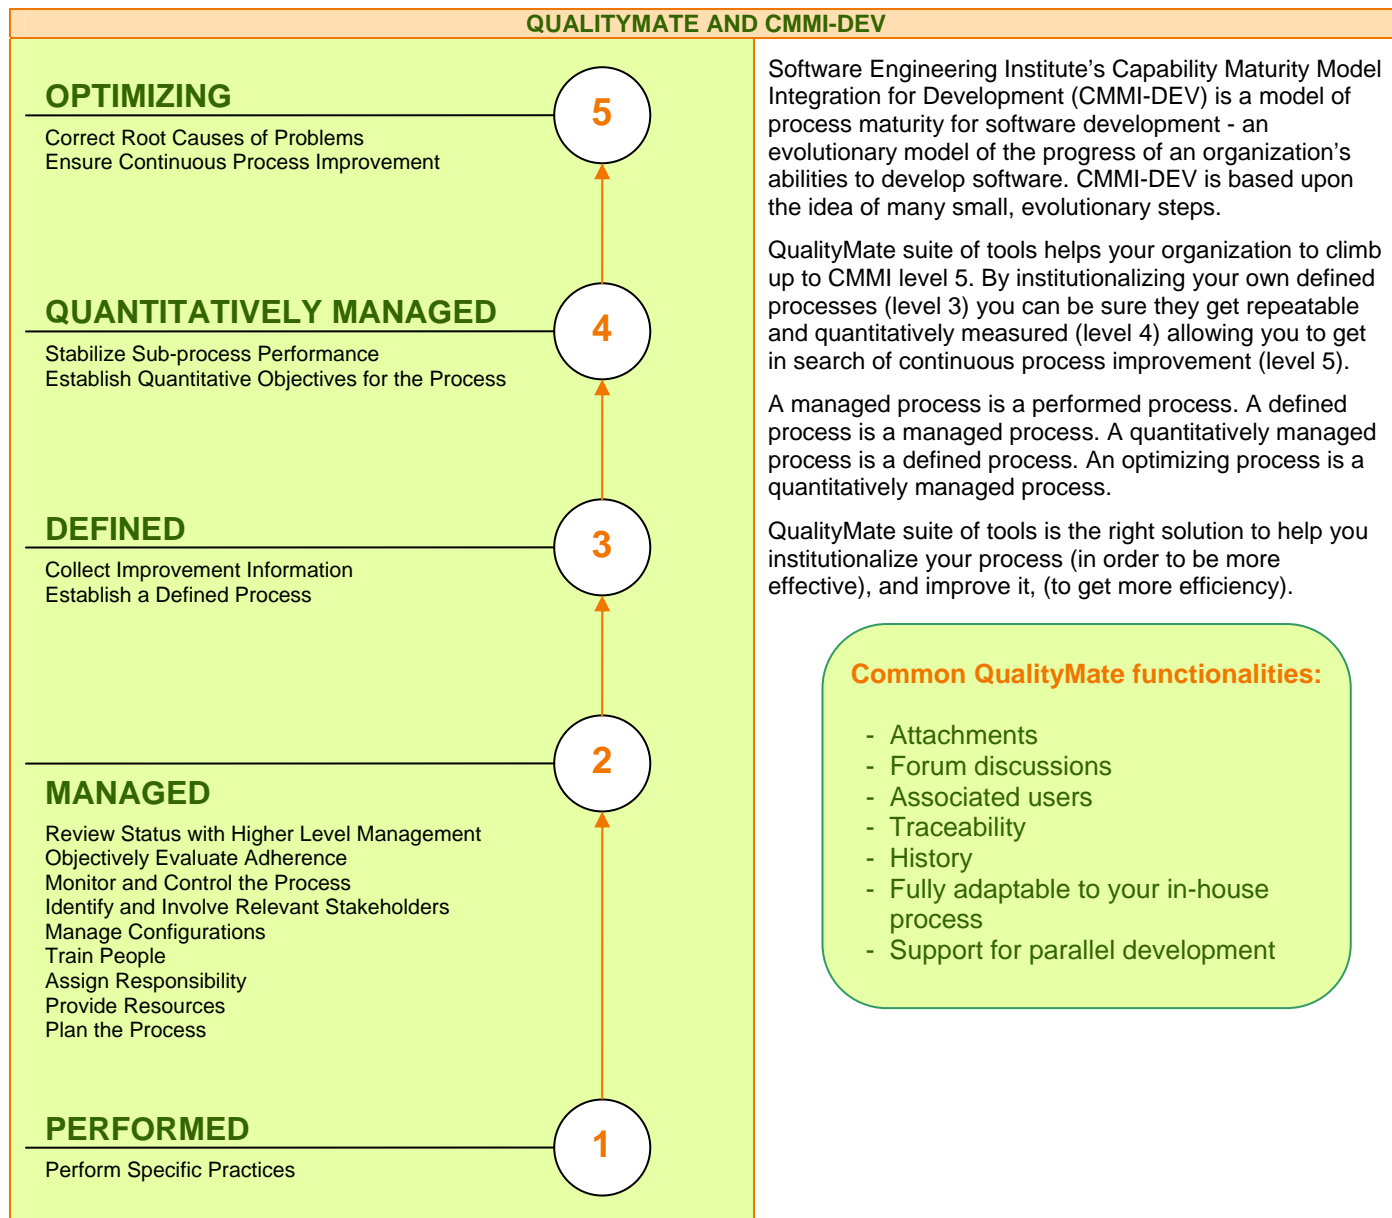 QUALITYMATE AND CMMI-DEV
OPTIMIZING
5
Correct Root Causes of Problems
Ensure Continuous Process Improvement
QUANTITATIVELY MANAGED
4
Stabilize Sub-process Performance
Establish Quantitative Objectives for the Process
DEFINED
3
Collect Improvement Information
Establish a Defined Process
2
MANAGED
Review Status with Higher Level Management
Objectively Evaluate Adherence
Monitor and Control the Process
Identify and Involve Relevant Stakeholders
Manage Configurations
Train People
Assign Responsibility
Provide Resources
Plan the Process
PERFORMED
1
Perform Specific Practices
Software Engineering Institute's Capability Maturity Model
Integration for Development (CMMI-DEV) is a model of
process maturity for software development - an
evolutionary model of the progress of an organization's
abilities to develop software. CMMI-DEV is based upon
the idea of many small, evolutionary steps.
QualityMate suite of tools helps your organization to climb
up to CMMI level 5. By institutionalizing your own defined
processes (level 3) you can be sure they get repeatable
and quantitatively measured (level 4) allowing you to get
in search of continuous process improvement (level 5).
A managed process is a performed process. A defined
process is a managed process. A quantitatively managed
process is a defined process. An optimizing process is a
quantitatively managed process.
QualityMate suite of tools is the right solution to help you
institutionalize your process (in order to be more
effective), and improve it, (to get more efficiency).
Common QualityMate functionalities:
- Attachments
- Forum discussions
- Associated users
- Traceability
- History
- Fully adaptable to your in-house
process
- Support for parallel development